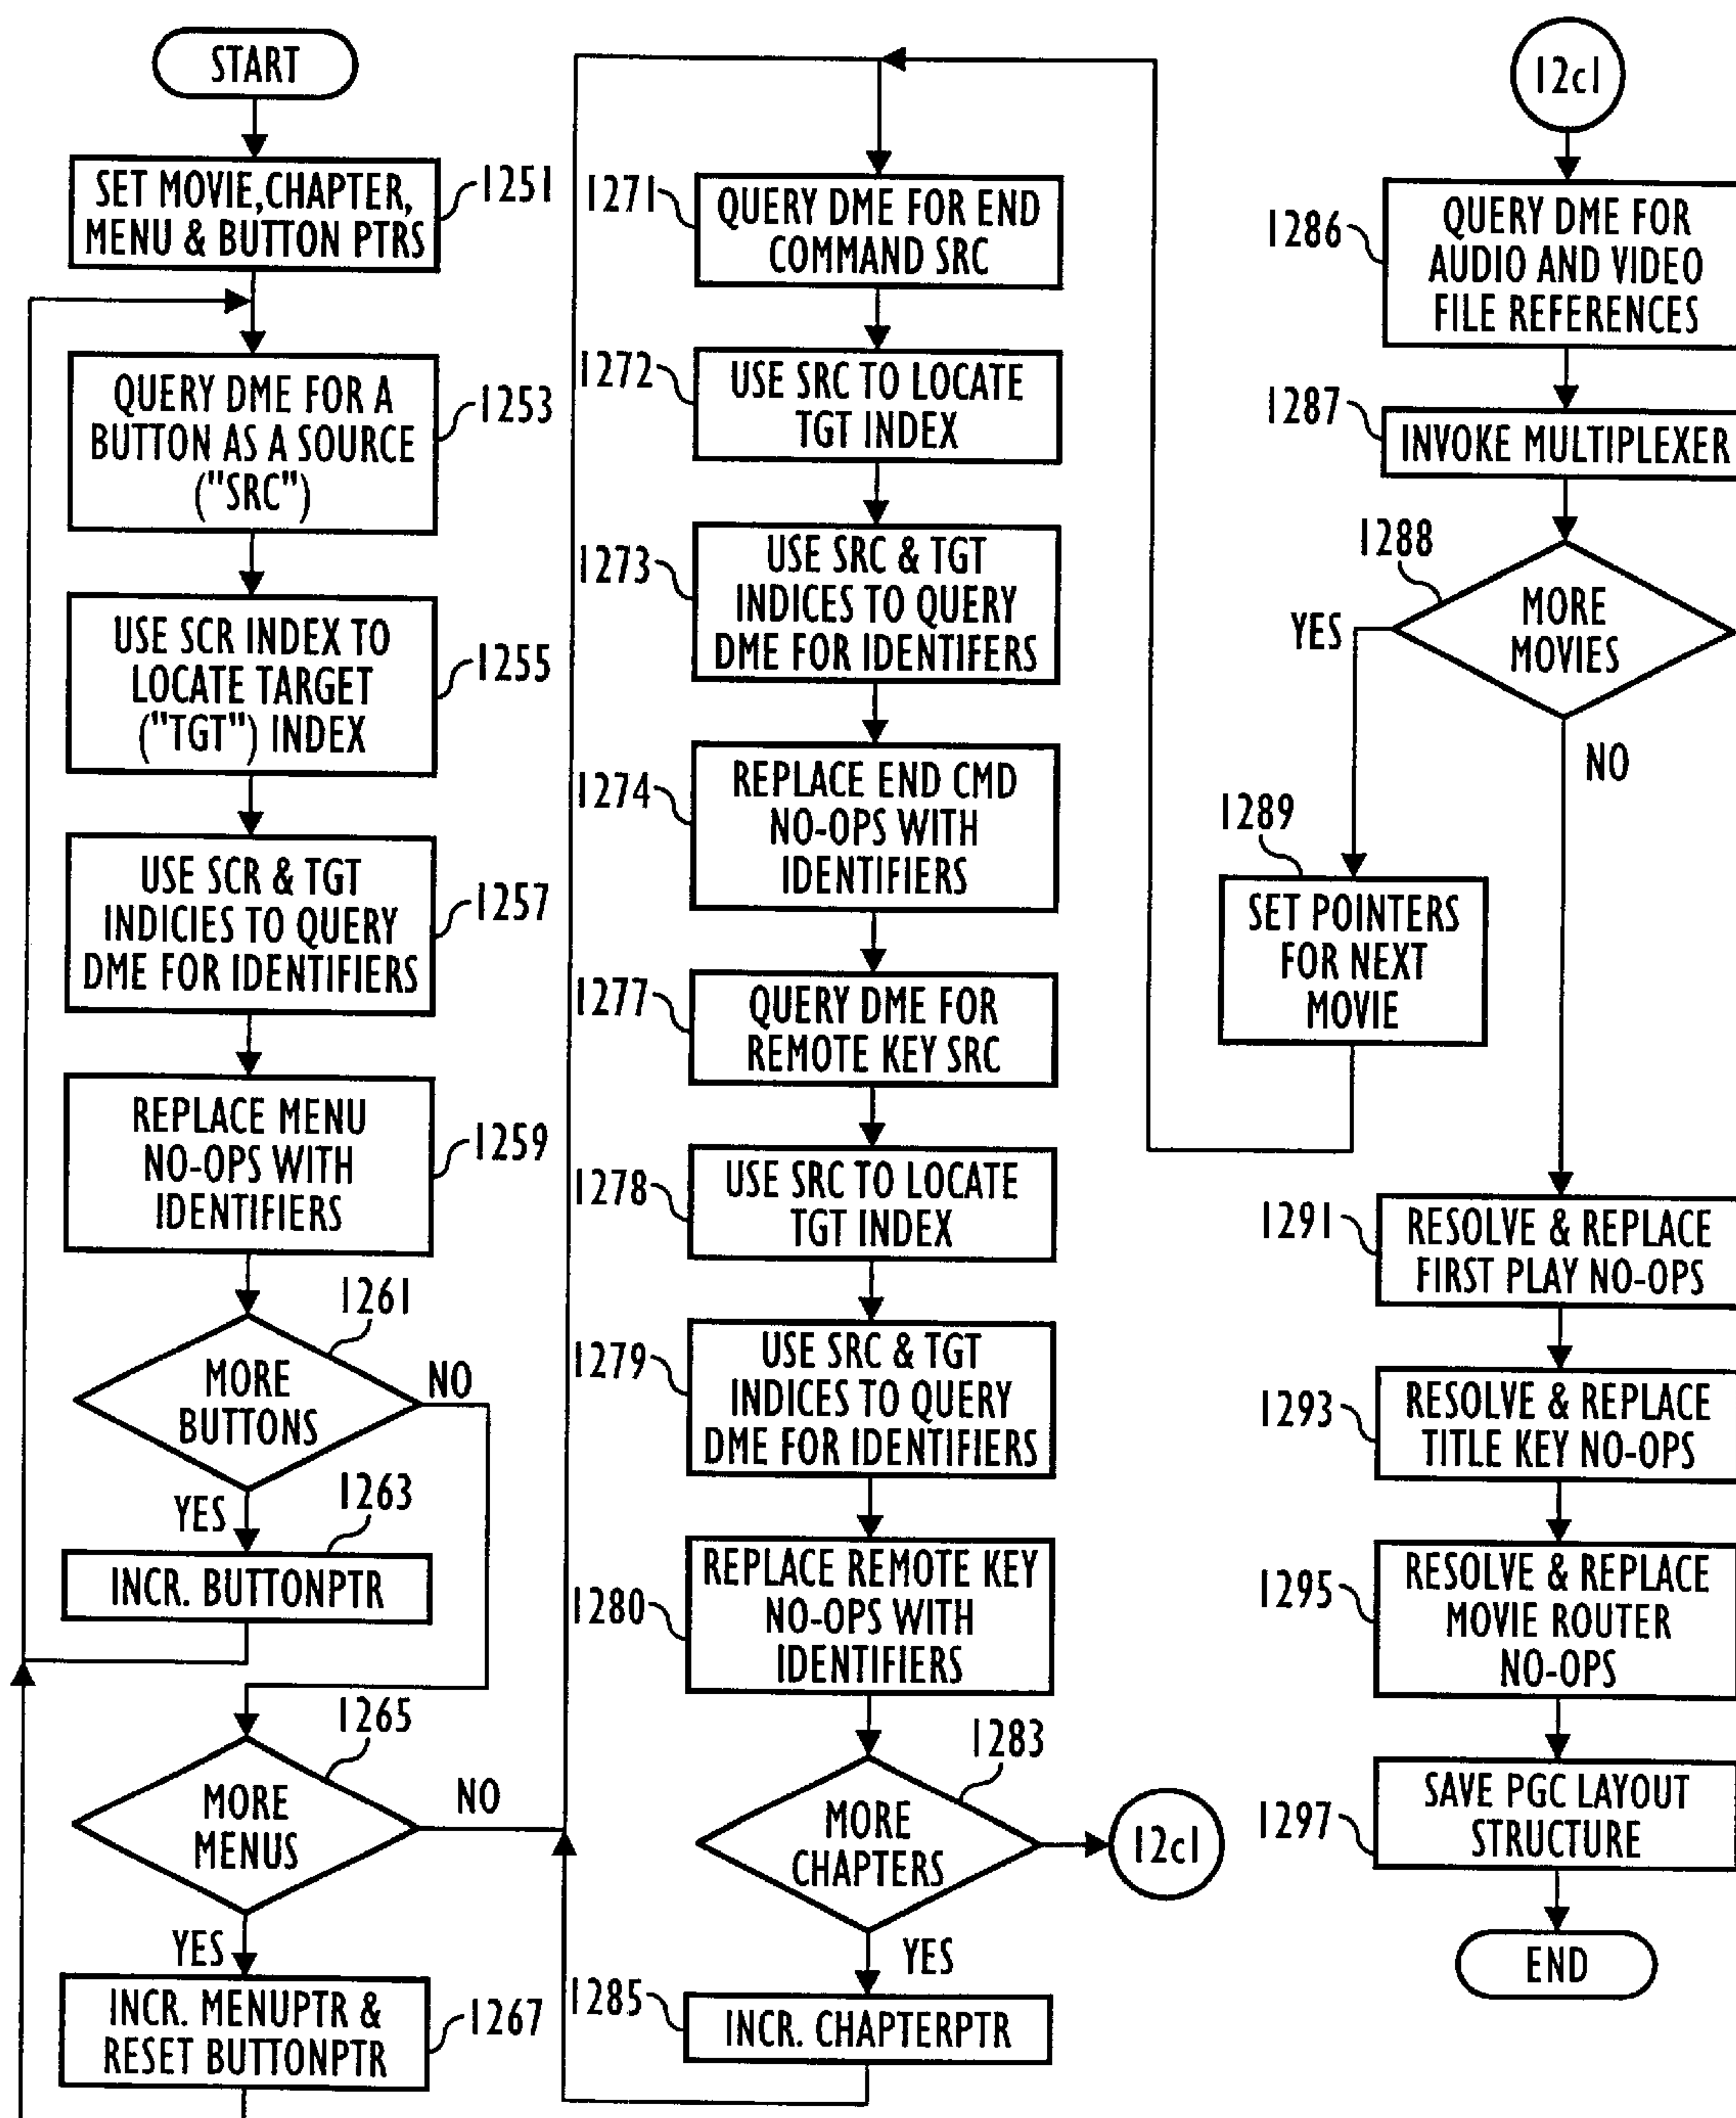 START
SET MOVIE, CHAPTER,
MENU & BUTTON PTRS
1251
QUERY DME FOR A
BUTTON AS A SOURCE
("SRC")
1253
USE SCR INDEX TO
LOCATE TARGET
("TGT") INDEX
1255
USE SCR & TGT
INDICIES TO QUERY
DME FOR IDENTIFIERS
1257
REPLACE MENU
NO-OPS WITH
IDENTIFIERS
1259
1261
MORE
BUTTONS
NO
YES
1263
INCR. BUTTONPTR
1265
MORE
MENUS
NO
YES
INCR. MENUPTR &
RESET BUTTONPTR
1267
1271
QUERY DME FOR END
COMMAND SRC
1272
USE SRC TO LOCATE
TGT INDEX
1273
USE SRC & TGT
INDICES TO QUERY
DME FOR IDENTIFERS
1274
REPLACE END CMD
NO-OPS WITH
IDENTIFIERS
1277
QUERY DME FOR
REMOTE KEY SRC
1278
USE SRC TO LOCATE
TGT INDEX
1279
USE SRC & TGT
INDICES TO QUERY
DME FOR IDENTIFIERS
1280
REPLACE REMOTE KEY
NO-OPS WITH
IDENTIFIERS
1283
MORE
CHAPTERS
12c1
YES
1285
INCR. CHAPTERPTR
12c1
1286
QUERY DME FOR
AUDIO AND VIDEO
FILE REFERENCES
1287
INVOKE MULTIPLEXER
1288
MORE
MOVIES
YES
NO
1289
SET POINTERS
FOR NEXT
MOVIE
1291
RESOLVE & REPLACE
FIRST PLAY NO-OPS
1293
RESOLVE & REPLACE
TITLE KEY NO-OPS
1295
RESOLVE & REPLACE
MOVIE ROUTER
NO-OPS
1297
SAVE PGC LAYOUT
STRUCTURE
END